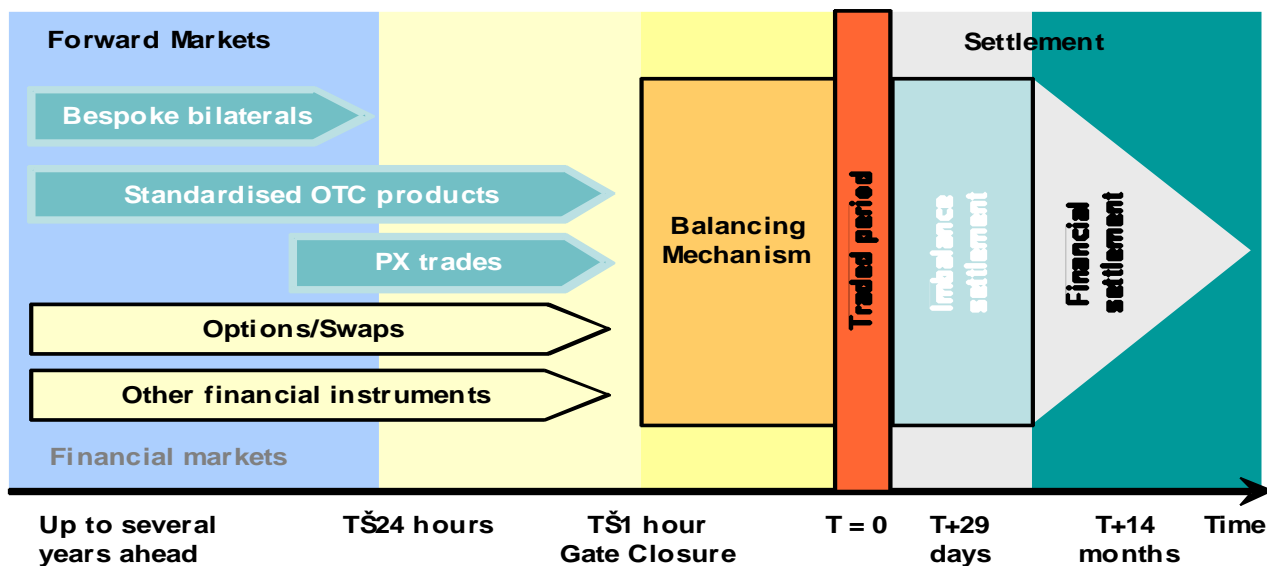 Forward Markets
Settlement
Bespoke bilaterals
Standardised OTC products
PX trades
Options/Swaps
Other financial instruments
Financial markets
Balancing
Mechanism
Traded period
Imbalance
settlement
Financial
settlement
Up to several
years ahead
TŠ24 hours
TŠ1 hour
Gate Closure
T = 0
T+29
days
T+14
months
Time